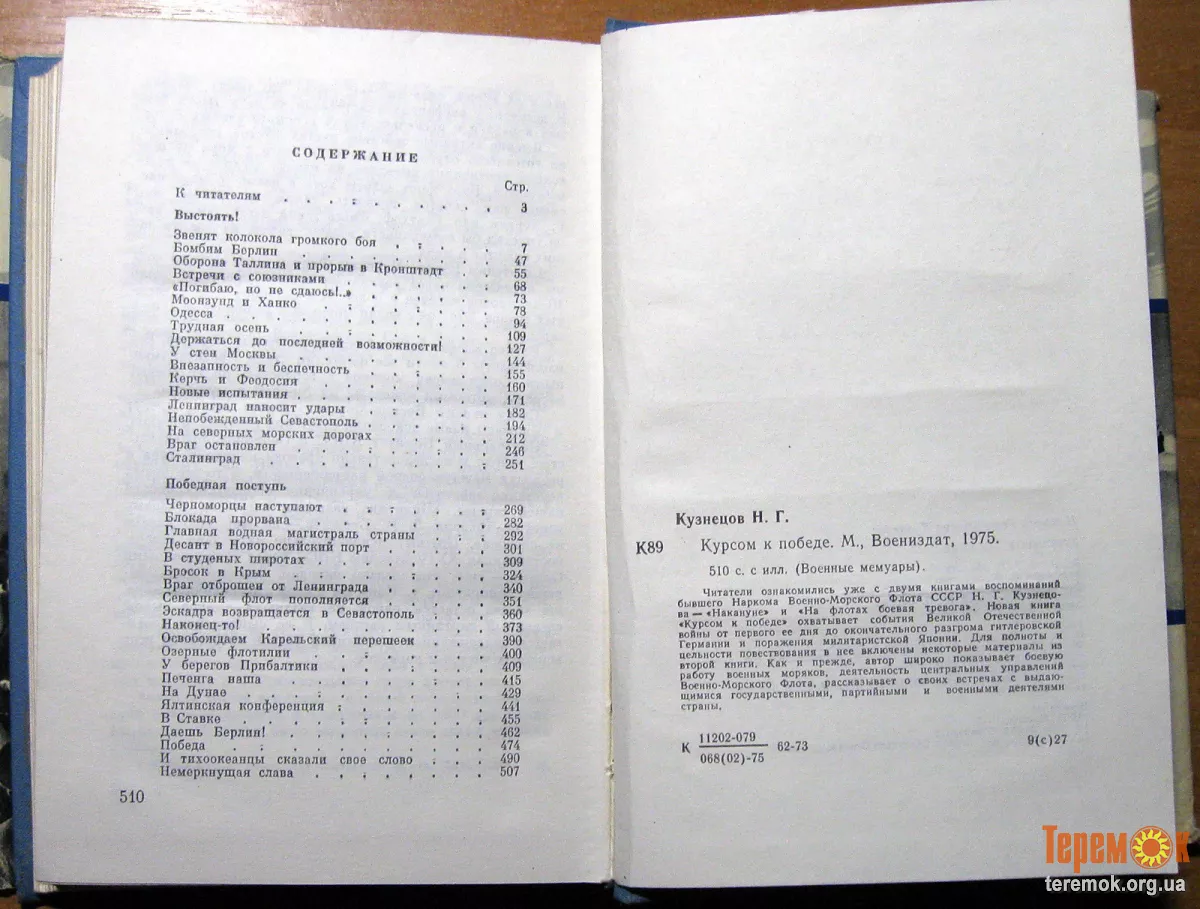 СОДЕРЖАНИЕ
Стр.
К читателям . . . . . . . . . . 3
Выстоять!
Звенят колокола громкого боя . . . . . 7
Бомбим Берлин . . . . . . . . . 47
Оборона Таллина и прорыв в Кронштадт 55
Встречи с союзниками . . . . . . . 68
«Погибаю, но не сдаюсь!..» . . . . . . 73
Моонзунд и Ханко . . . . . . . . 78
Одесса . . . . . . . . . . . 94
Трудная осень . . . . . . . . . 109
Держаться до последней возможности! . . 127
У стен Москвы . . . . . . . . . 144
Внезапность и беспечность . . . . . . 155
Керчь и Феодосия . . . . . . . . 160
Новые испытания . . . . . . . . . 171
Ленинград наносит удары . . . . . . 182
Непобежденный Севастополь . . . . . . 194
На северных морских дорогах . . . . . 212
Враг остановлен . . . . . . . . . 246
Сталинград . . . . . . . . . . 251
Победная поступь
Черноморцы наступают . . . . . . . 269
Блокада прорвана . . . . . . . . 282
Главная водная магистраль страны . . . . 292
Десант в Новороссийский порт . . . . . 301
В студеных широтах . . . . . . . . 309
Бросок в Крым . . . . . . . . . 324
Враг отброшен от Ленинграда . . . . . 340
Северный флот пополняется . . . . . . 351
Эскадра возвращается в Севастополь . . . 360
Наконец-то! . . . . . . . . . . 373
Освобождаем Карельский перешеек . . . . 390
Озерные флотилии . . . . . . . . 400
У берегов Прибалтики . . . . . . . 409
Печенга наша . . . . . . . . . 415
На Дунае . . . . . . . . . . . 429
Ялтинская конференция . . . . . . . 441
В Ставке . . . . . . . . . . . 455
Даешь Берлин! . . . . . . . . . 462
Победа . . . . . . . . . . . 474
И тихоокеанцы сказали свое слово . . . . 490
Немеркнущая слава . . . . . . . . 507
510
Кузнецов Н. Г.
К89 Курсом к победе. М., Воениздат, 1975.
510 с. с илл. (Военные мемуары).
Читатели ознакомились уже с двумя книгами воспоминаний
бывшего Наркома Военно-Морского Флота СССР Н. Г. Кузнецо-
ва — «Накануне» и «На флотах боевая тревога». Новая книга
«Курсом к победе» охватывает события Великой Отечественной
войны от первого ее дня до окончательного разгрома гитлеровской
Германии и поражения милитаристской Японии. Для полноты и
цельности повествования в нее включены некоторые материалы из
второй книги. Как и прежде, автор широко показывает боевую
работу военных моряков, деятельность центральных управлений
Военно-Морского Флота, рассказывает о своих встречах с выдаю-
щимися государственными, партийными и военными деятелями
страны.
К 11202-079 62-73 9(с)27
068(02)-75
Теремок
teremok.org.ua